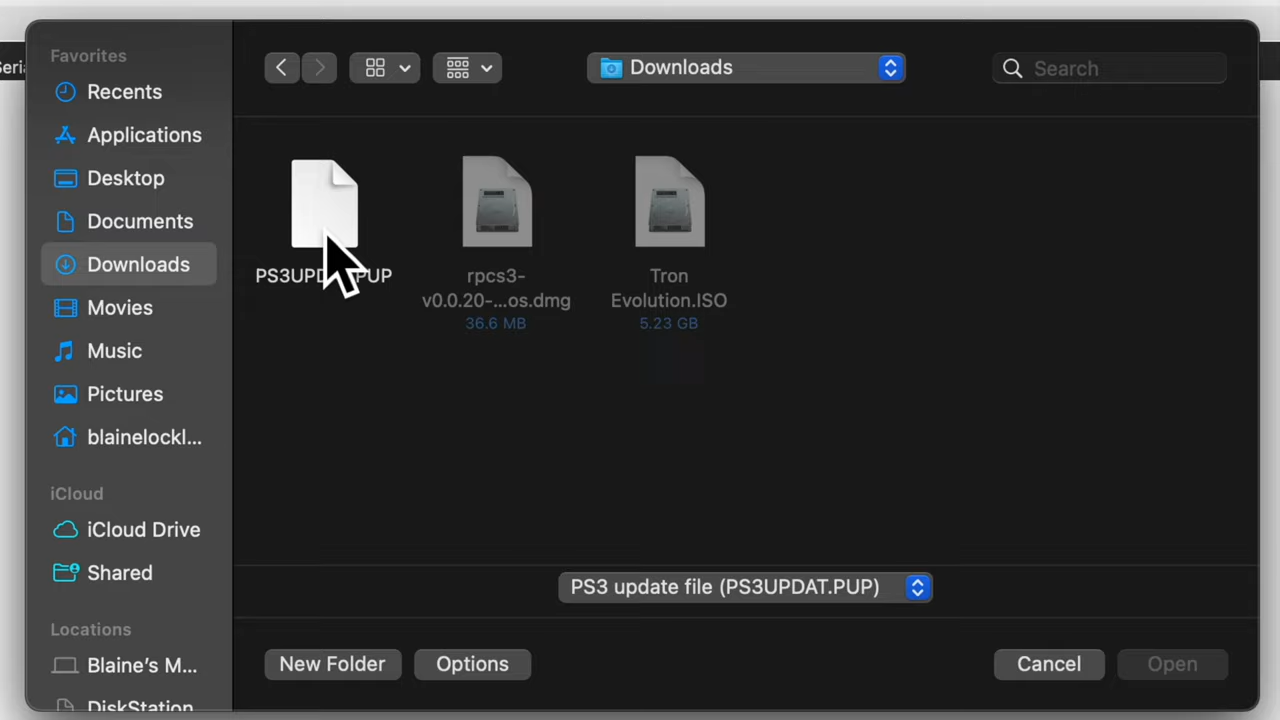 Favorites
Recents
Applications
Desktop
Documents
Downloads
Movies
Music
Pictures
blainelockl...
iCloud
iCloud Drive
Shared
Locations
Blaine's M...
DiskStation
Downloads
Search
rpcs3-
v0.0.20-...os.dmg
36.6 MB
Tron
Evolution.ISO
5.23 GB
PS3 update file (PS3UPDAT.PUP)
New Folder
Options
Cancel
Open